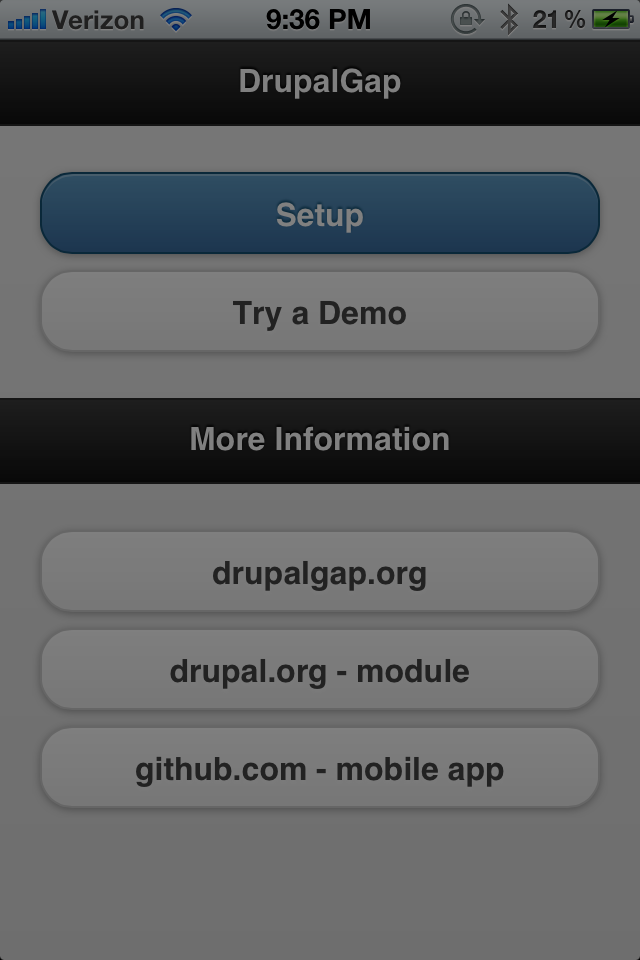 Verizon 9:36 PM 21 %
DrupalGap
Setup
Try a Demo
More Information
drupalgap.org
drupal.org - module
github.com - mobile app